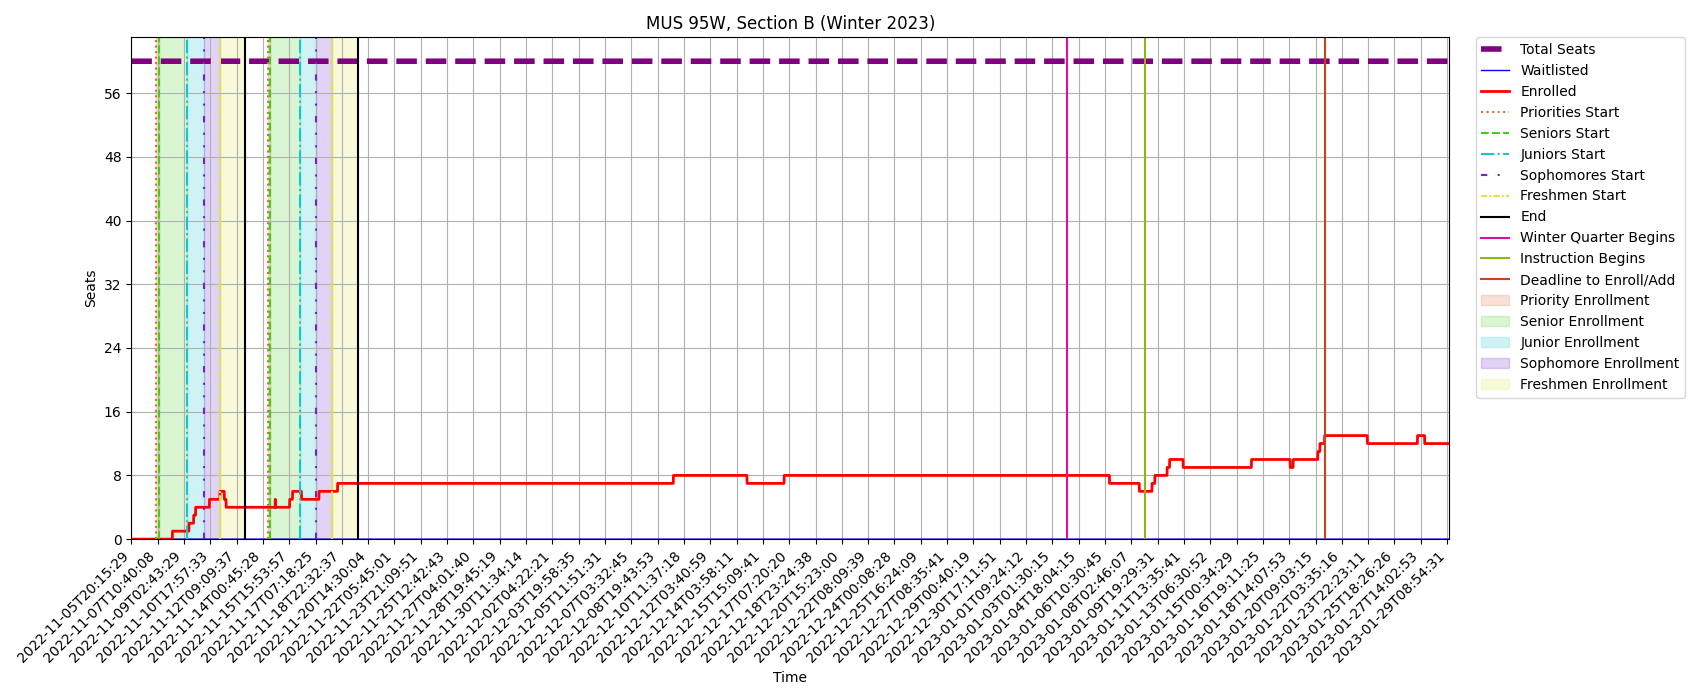 MUS 95W, Section B (Winter 2023)
Total Seats
Waitlisted
Enrolled
Priorities Start
Seniors Start
Juniors Start
Sophomores Start
Freshmen Start
End
Winter Quarter Begins
Instruction Begins
Deadline to Enroll/Add
Priority Enrollment
Senior Enrollment
Junior Enrollment
Sophomore Enrollment
Freshmen Enrollment
Seats
56
48
40
32
24
16
8
0
2022-11-05T20:15:29
2022-11-07T10:40:08
2022-11-09T02:43:29
2022-11-10T17:57:33
2022-11-12T09:09:37
2022-11-14T00:45:28
2022-11-15T15:53:57
2022-11-17T07:18:25
2022-11-18T22:32:37
2022-11-20T14:30:04
2022-11-22T05:45:01
2022-11-23T21:09:51
2022-11-25T12:42:43
2022-11-27T04:01:40
2022-11-28T19:45:19
2022-11-30T11:34:14
2022-12-02T04:22:21
2022-12-03T19:58:35
2022-12-05T11:51:31
2022-12-07T03:32:45
2022-12-08T19:43:53
2022-12-10T11:37:18
2022-12-12T03:40:59
2022-12-13T03:58:11
2022-12-15T15:09:41
2022-12-17T07:20:20
2022-12-18T23:24:38
2022-12-20T15:23:00
2022-12-22T08:09:39
2022-12-24T00:08:28
2022-12-25T16:24:09
2022-12-27T08:35:41
2022-12-29T00:40:19
2022-12-30T17:11:51
2023-01-01T09:24:12
2023-01-03T01:30:15
2023-01-04T18:04:15
2023-01-06T10:30:45
2023-01-08T02:46:07
2023-01-09T19:29:31
2023-01-11T13:35:41
2023-01-13T06:30:52
2023-01-15T00:34:29
2023-01-16T19:11:25
2023-01-18T14:07:53
2023-01-20T09:03:15
2023-01-22T03:35:16
2023-01-23T22:23:11
2023-01-25T18:26:26
2023-01-27T14:02:53
2023-01-29T08:54:31
Time